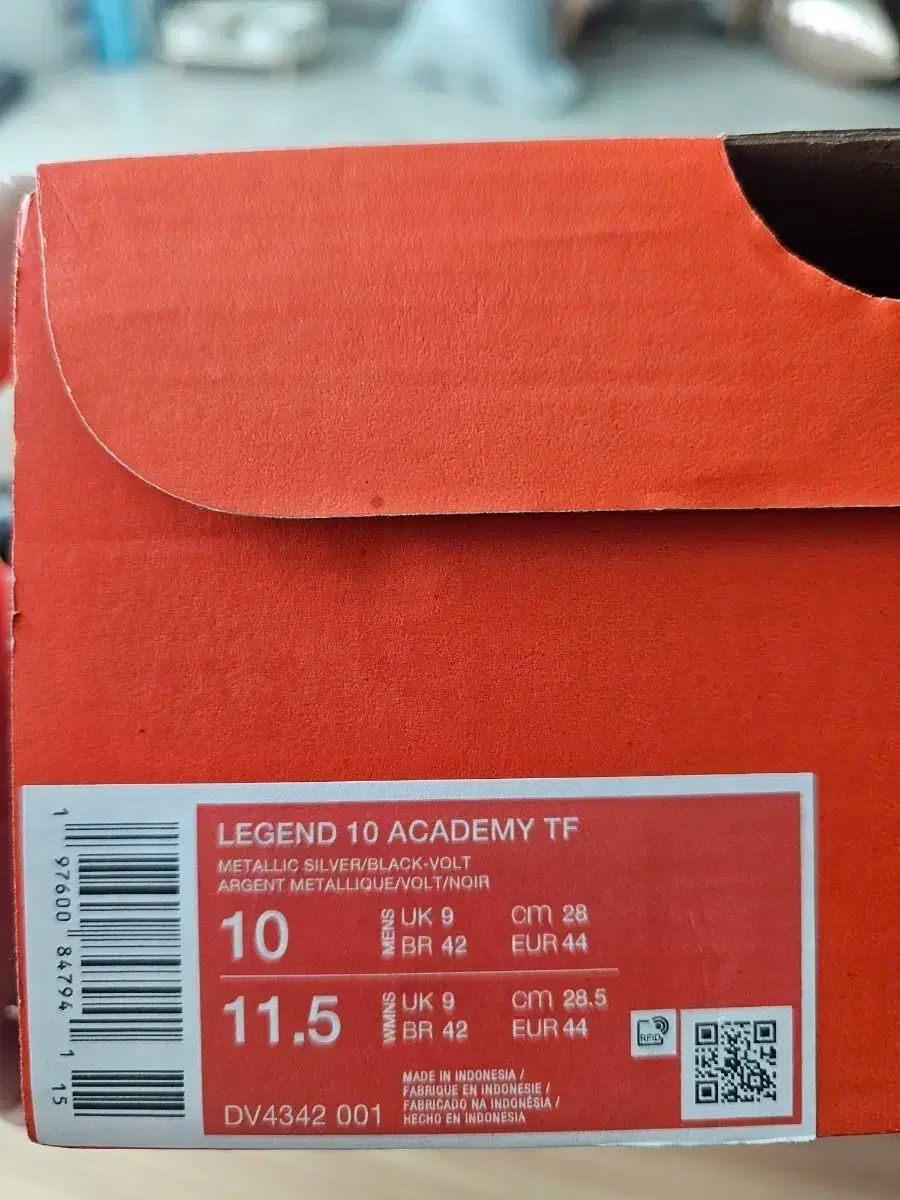 LEGEND 10 ACADEMY TF
METALLIC SILVER/BLACK-VOLT
ARGENT METALLIQUE/VOLT/NOIR
10
MENS
UK 9
cm 28
BR 42
EUR 44
11.5
WMNS
UK 9
cm 28.5
BR 42
EUR 44
RFID
DV4342 001
MADE IN INDONESIA /
FABRIQUE EN INDONESIE /
FABRICADO NA INDONÉSIA /
HECHO EN INDONESIA
1 97600 84794 1 15